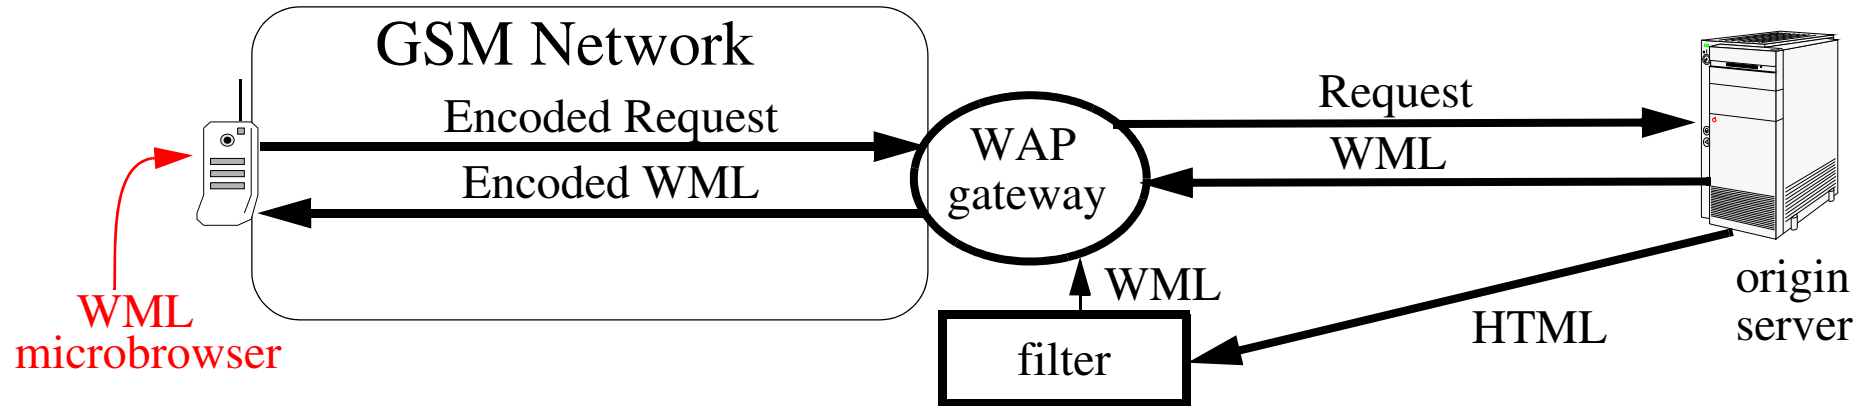 GSM Network
Encoded Request
Encoded WML
WAP
gateway
Request
WML
WML
HTML
filter
origin
server
WML
microbrowser